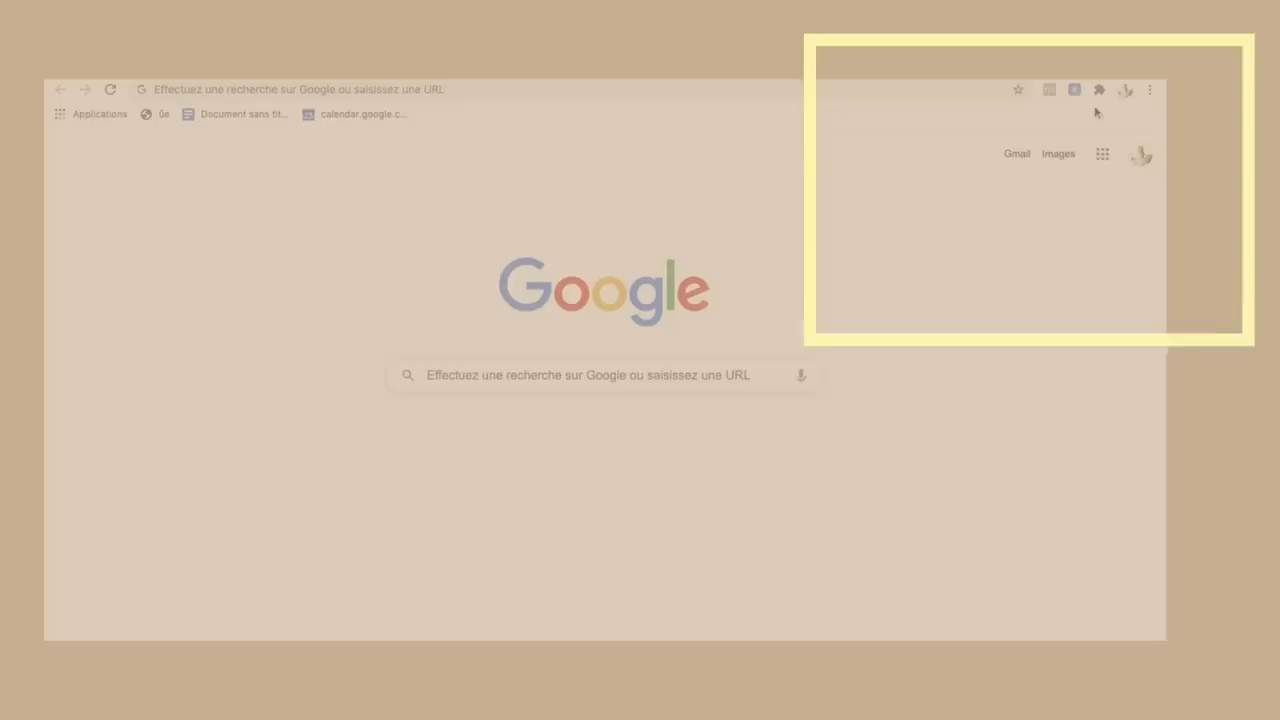 Effectuez une recherche sur Google ou saisissez une URL
Applications ûe Document sans tit... calendar.google.c...
Gmail Images
Google
Effectuez une recherche sur Google ou saisissez une URL